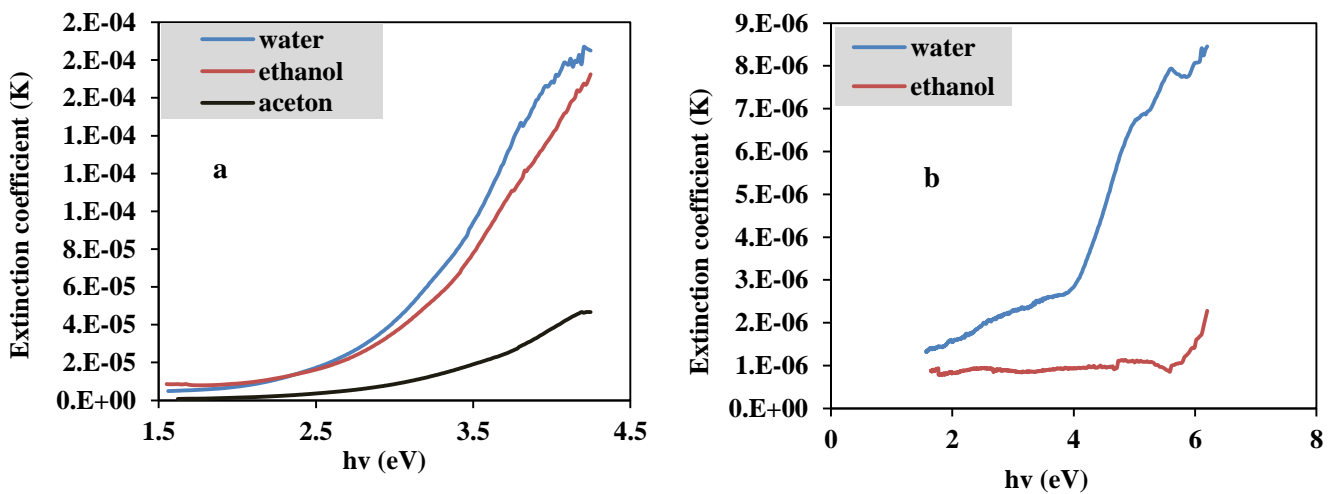 Extinction coefficient (K)
2.E-04
2.E-04
2.E-04
1.E-04
1.E-04
1.E-04
8.E-05
6.E-05
4.E-05
2.E-05
0.E+00
water
ethanol
aceton
a
1.5 2.5 3.5 4.5
hv (eV)
Extinction coefficient (K)
9.E-06
8.E-06
7.E-06
6.E-06
5.E-06
4.E-06
3.E-06
2.E-06
1.E-06
0.E+00
water
ethanol
b
0 2 4 6 8
hv (eV)